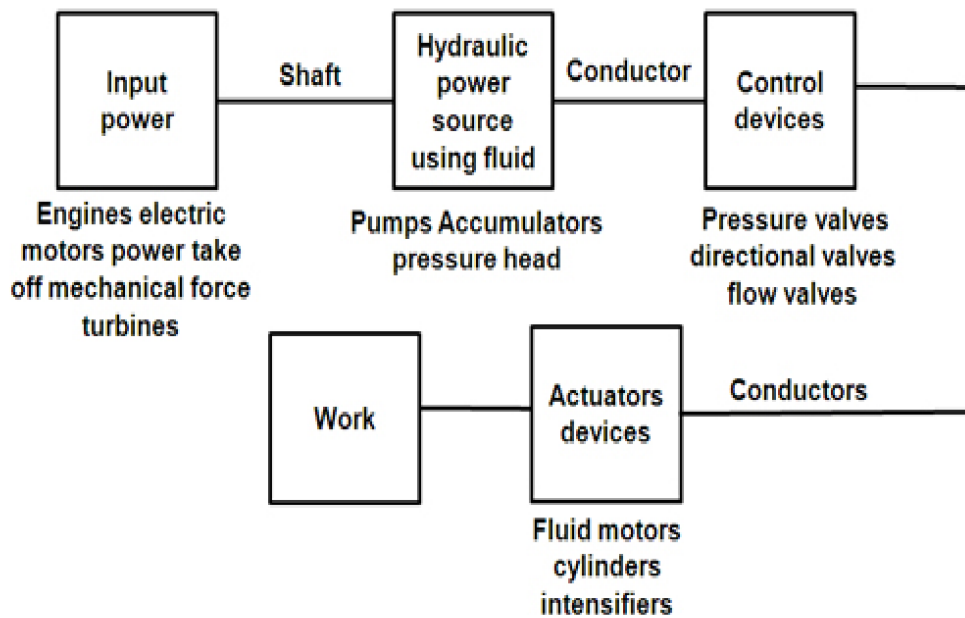 Input
power
Shaft
Hydraulic
power
source
using fluid
Conductor
Control
devices
Engines electric
motors power take
off mechanical force
turbines
Pumps Accumulators
pressure head
Pressure valves
directional valves
flow valves
Work
Actuators
devices
Conductors
Fluid motors
cylinders
intensifiers